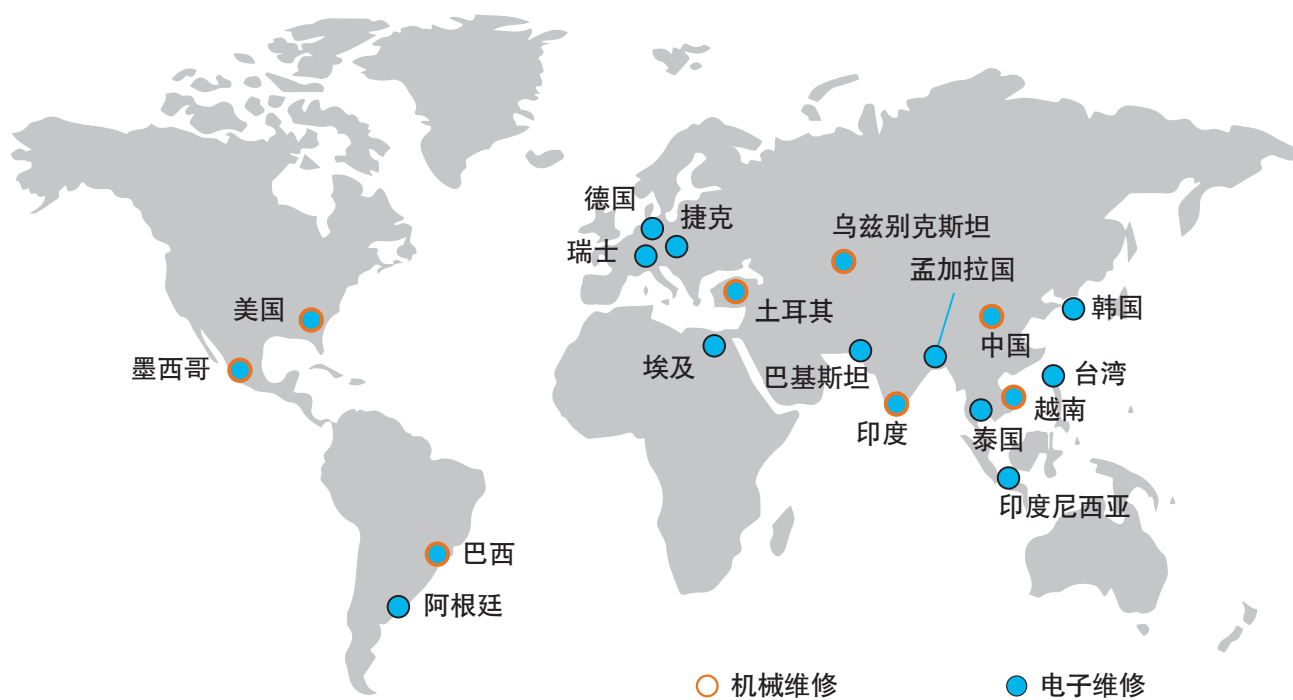 德国
捷克
瑞士
乌兹别克斯坦
孟加拉国
美国
土耳其
韩国
墨西哥
埃及
巴基斯坦
中国
台湾
印度
越南
泰国
印度尼西亚
巴西
阿根廷
机械维修
电子维修